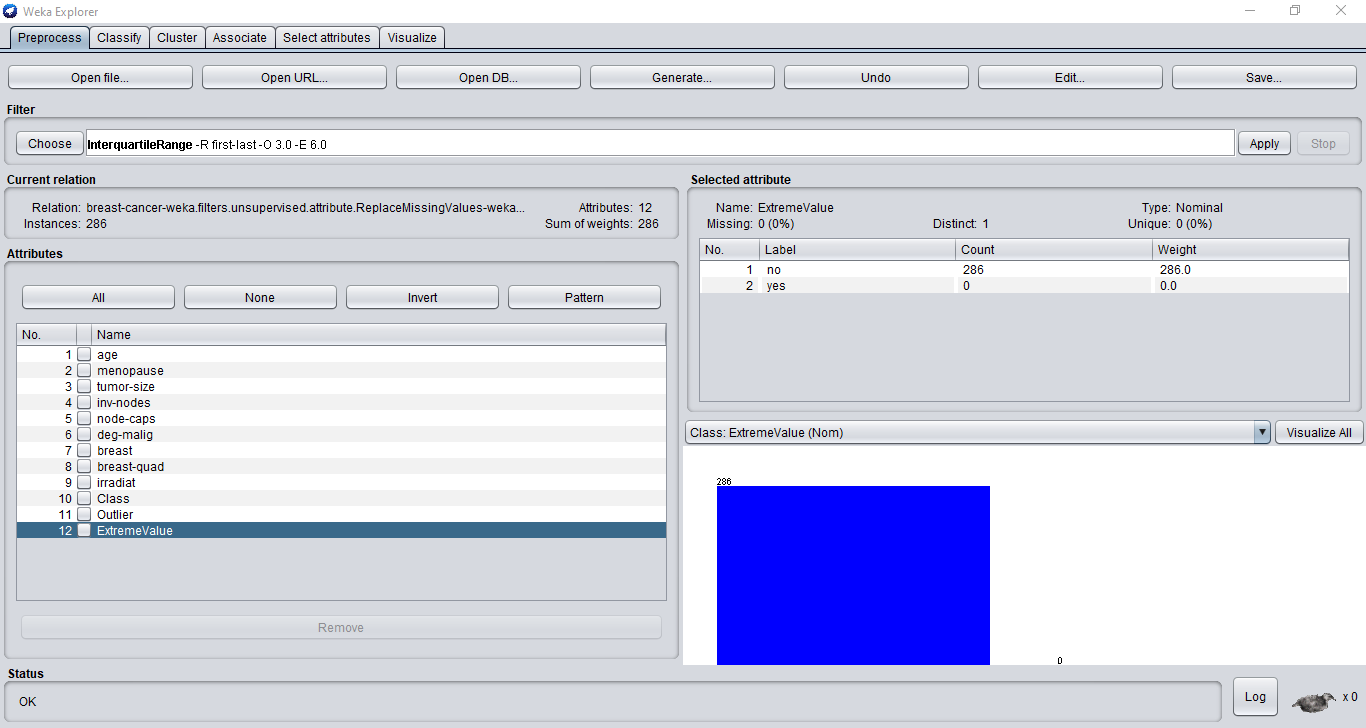 Weka Explorer
Preprocess Classify Cluster Associate Select attributes Visualize
Open file... Open URL... Open DB... Generate... Undo Edit... Save...
Filter
Choose InterquartileRange -R first-last -O 3.0 -E 6.0 Apply Stop
Current relation
Relation: breast-cancer-weka.filters.unsupervised.attribute.ReplaceMissingValues-weka... Attributes: 12
Instances: 286 Sum of weights: 286
Attributes
All None Invert Pattern
No. Name
1 age
2 menopause
3 tumor-size
4 inv-nodes
5 node-caps
6 deg-malig
7 breast
8 breast-quad
9 irradiat
10 Class
11 Outlier
12 ExtremeValue
Remove
Selected attribute
Name: ExtremeValue Type: Nominal
Missing: 0 (0%) Distinct: 1 Unique: 0 (0%)
No. Label Count Weight
1 no 286 286.0
2 yes 0 0.0
Class: ExtremeValue (Nom) Visualize All
286
0
Status
OK Log x 0